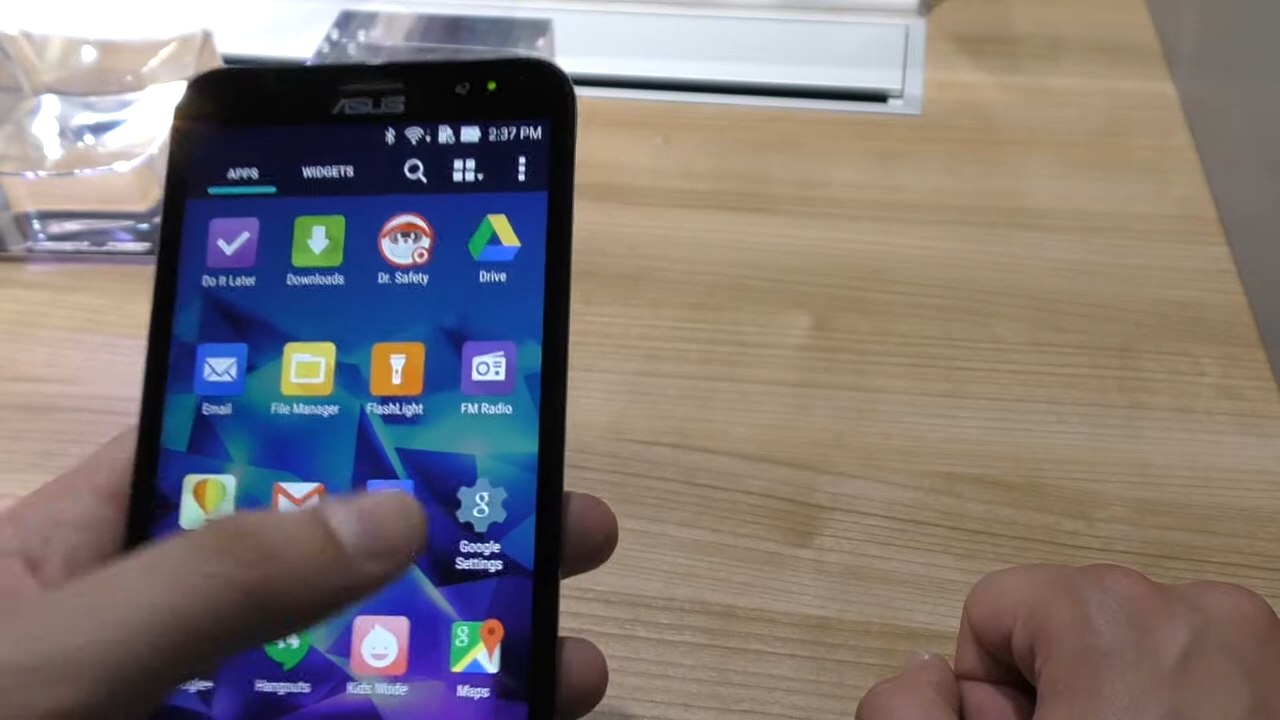 ASUS
2:37 PM
APPS WIDGETS
Do It Later Downloads Dr. Safety Drive
Email File Manager FlashLight FM Radio
g
Google
Settings
Hangouts Kids Mode Maps